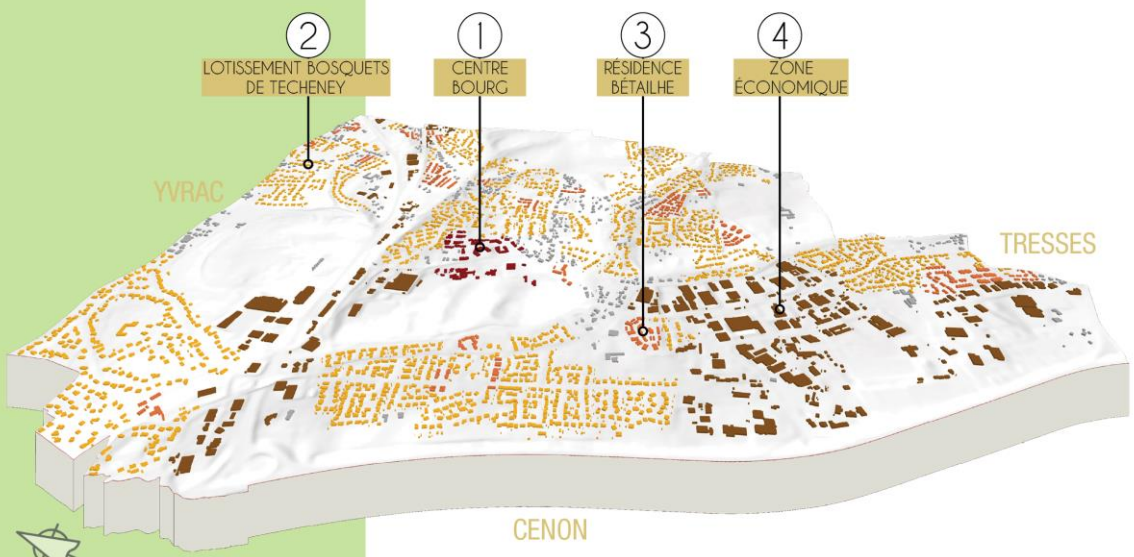 2
LOTISSEMENT BOSQUETS
DE TECHENEY
1
CENTRE
BOURG
3
RÉSIDENCE
BÉTAILHE
4
ZONE
ÉCONOMIQUE
YVRAC
TRESSES
CENON